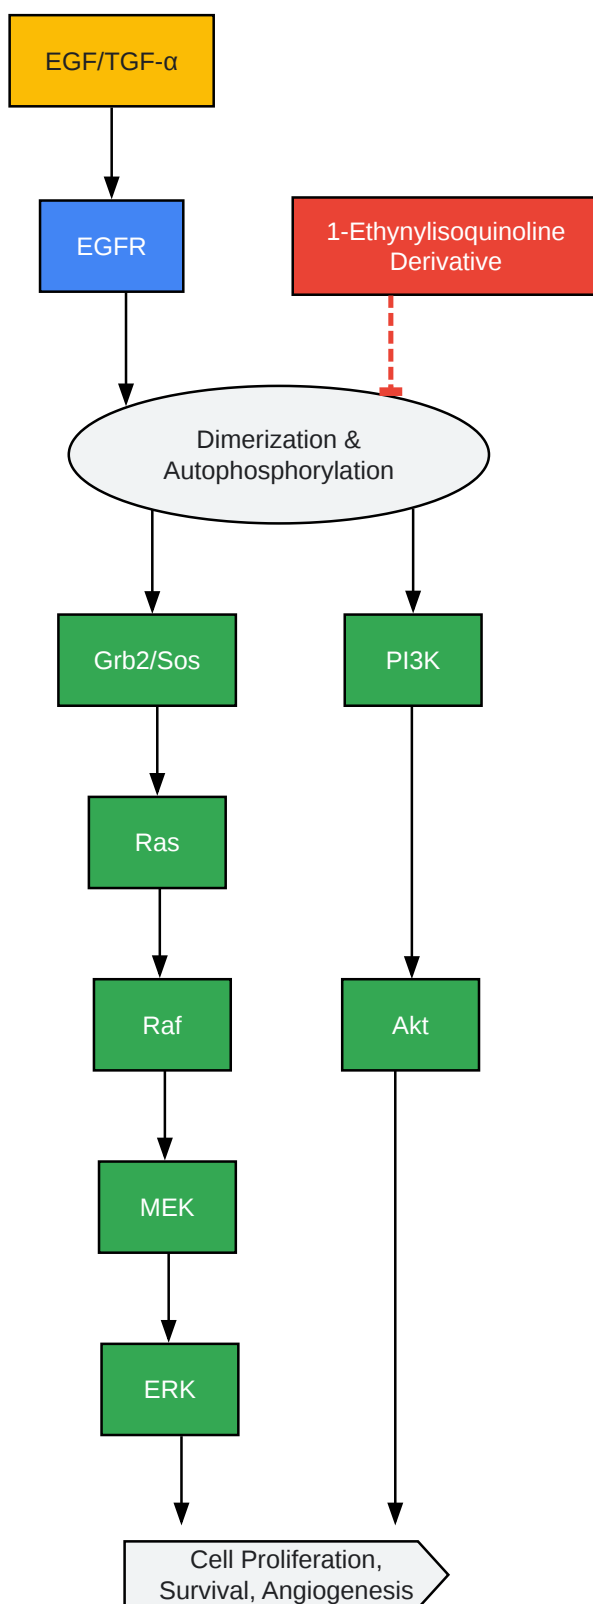 EGF/TGF-α
EGFR
1-Ethynylisoquinoline
Derivative
Dimerization &
Autophosphorylation
Grb2/Sos
PI3K
Ras
Raf
Akt
MEK
ERK
Cell Proliferation,
Survival, Angiogenesis